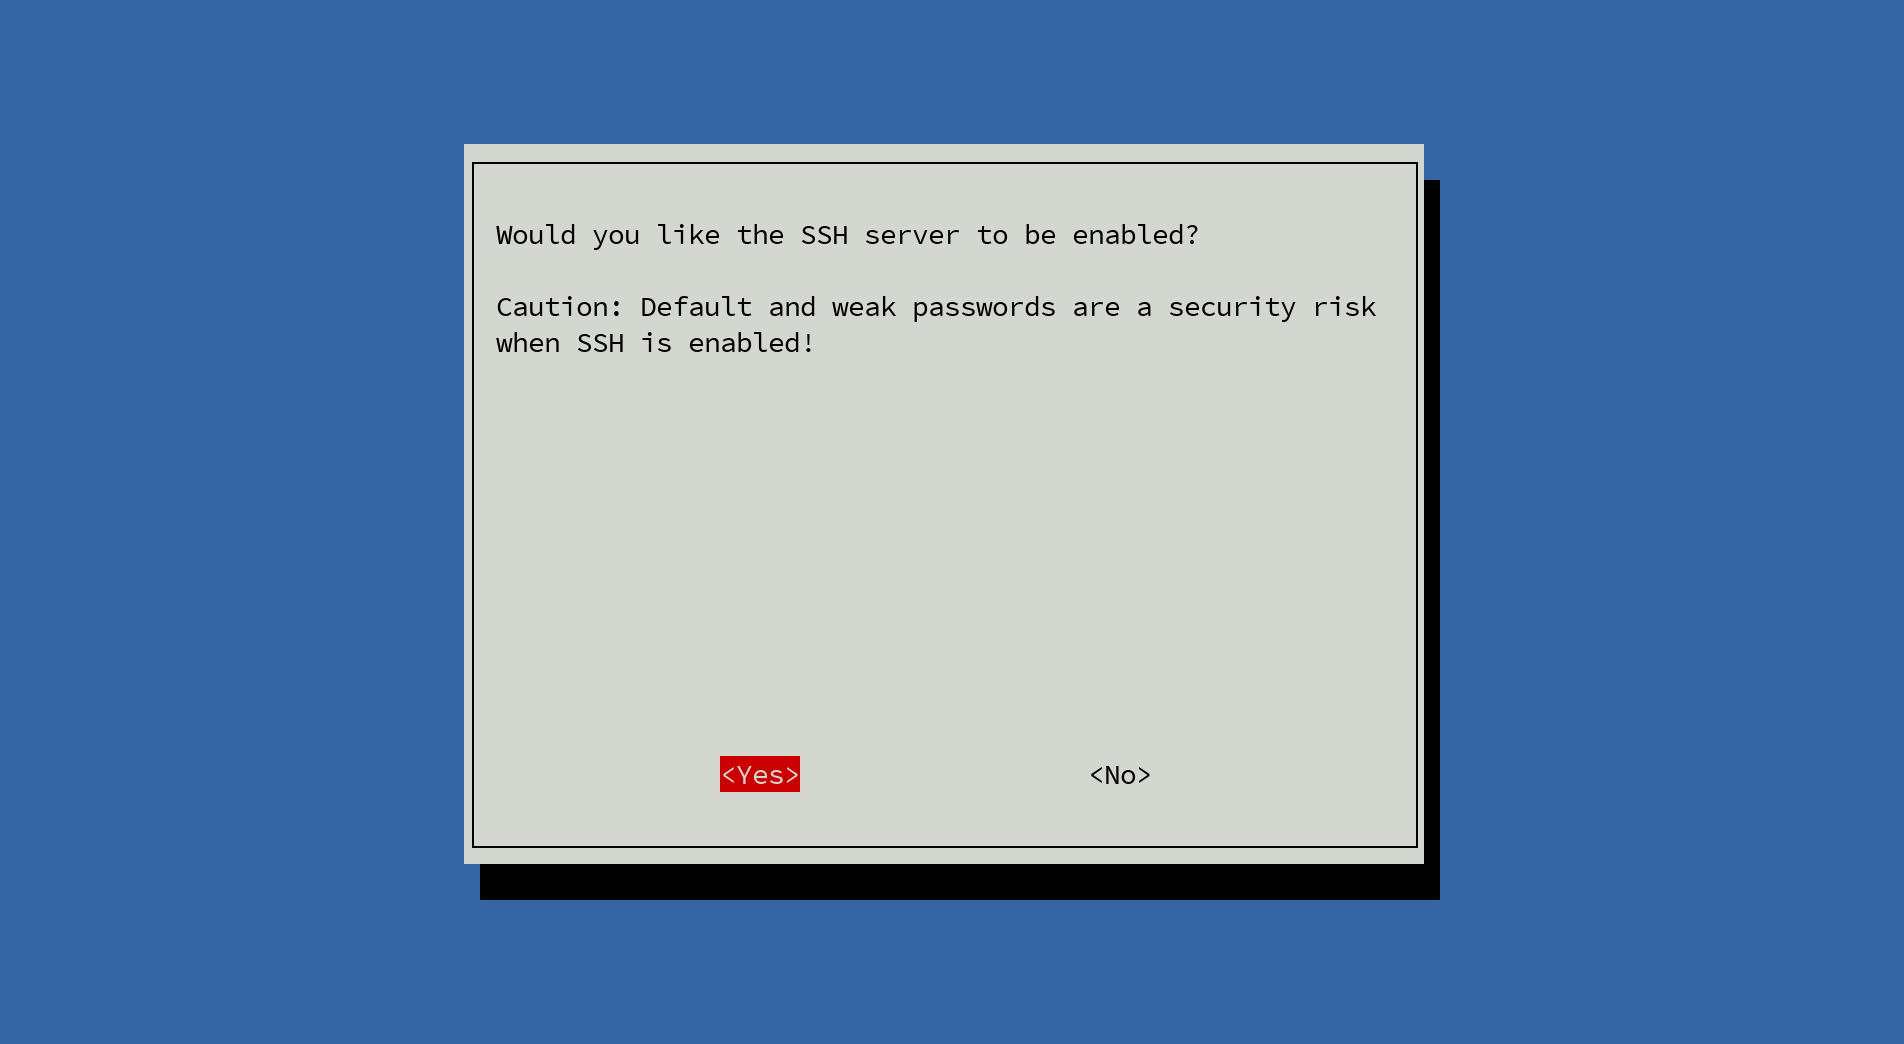 Would you like the SSH server to be enabled?
Caution: Default and weak passwords are a security risk
when SSH is enabled!
<Yes> <No>